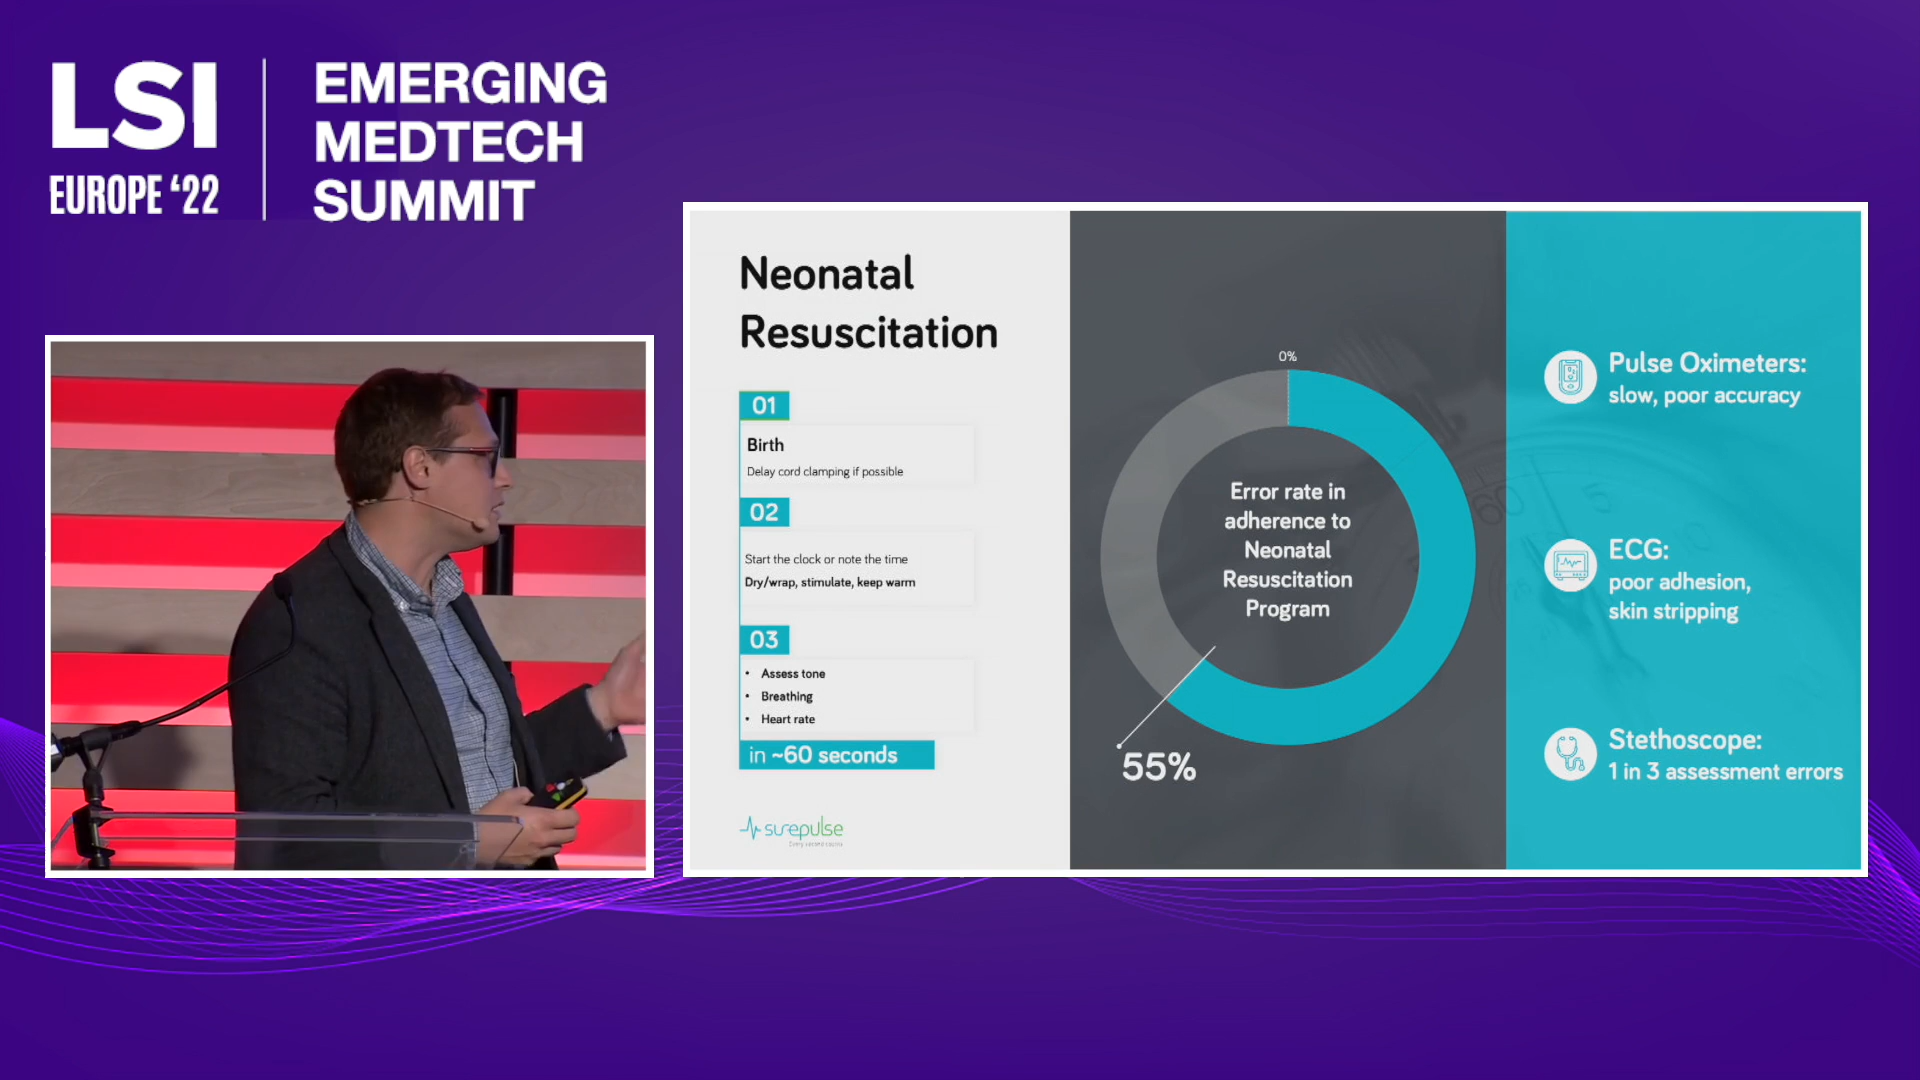 LSI
EUROPE ‘22
EMERGING
MEDTECH
SUMMIT
Neonatal
Resuscitation
01
Birth
Delay cord clamping if possible
02
Start the clock or note the time
Dry/wrap, stimulate, keep warm
03
• Assess tone
• Breathing
• Heart rate
in ~60 seconds
surepulse
0%
Error rate in
adherence to
Neonatal
Resuscitation
Program
55%
60
5
Pulse Oximeters:
slow, poor accuracy
ECG:
poor adhesion,
skin stripping
Stethoscope:
1 in 3 assessment errors